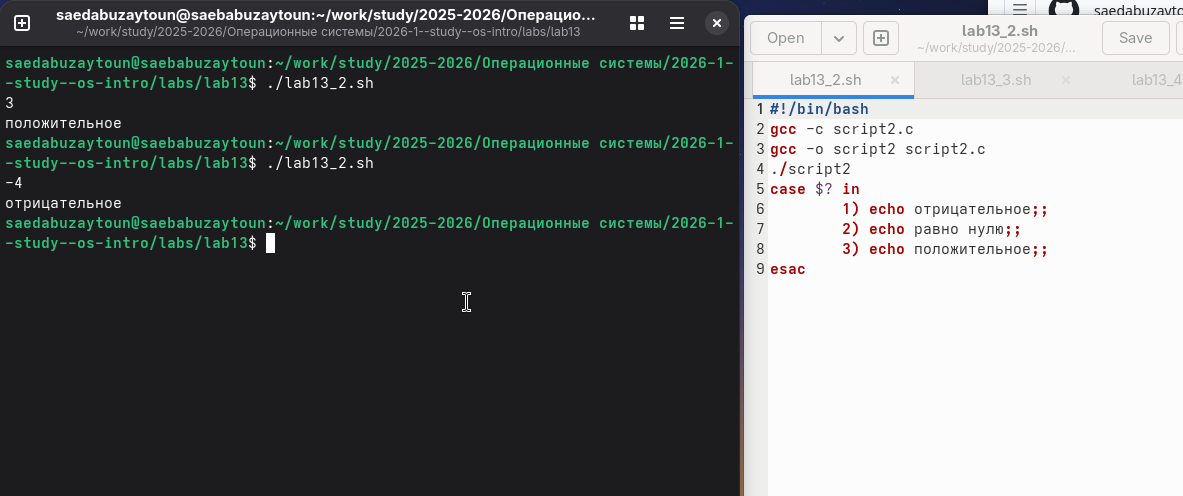 saedabuzaytoun@saebabuzaytoun:~/work/study/2025-2026/Операцио...
~/work/study/2025-2026/Операционные системы/2026-1--study--os-intro/labs/lab13
saedabuzaytoun@saebabuzaytoun:~/work/study/2025-2026/Операционные системы/2026-1-
-study--os-intro/labs/lab13$ ./lab13_2.sh
3
положительное
saedabuzaytoun@saebabuzaytoun:~/work/study/2025-2026/Операционные системы/2026-1-
-study--os-intro/labs/lab13$ ./lab13_2.sh
-4
отрицательное
saedabuzaytoun@saebabuzaytoun:~/work/study/2025-2026/Операционные системы/2026-1-
-study--os-intro/labs/lab13$
saedabuzayto
Open
lab13_2.sh
~/work/study/2025-2026/...
Save
lab13_2.sh × lab13_3.sh × lab13_4
1 #!/bin/bash
2 gcc -c script2.c
3 gcc -o script2 script2.c
4 ./script2
5 case $? in
6 1) echo отрицательное;;
7 2) echo равно нулю;;
8 3) echo положительное;;
9 esac